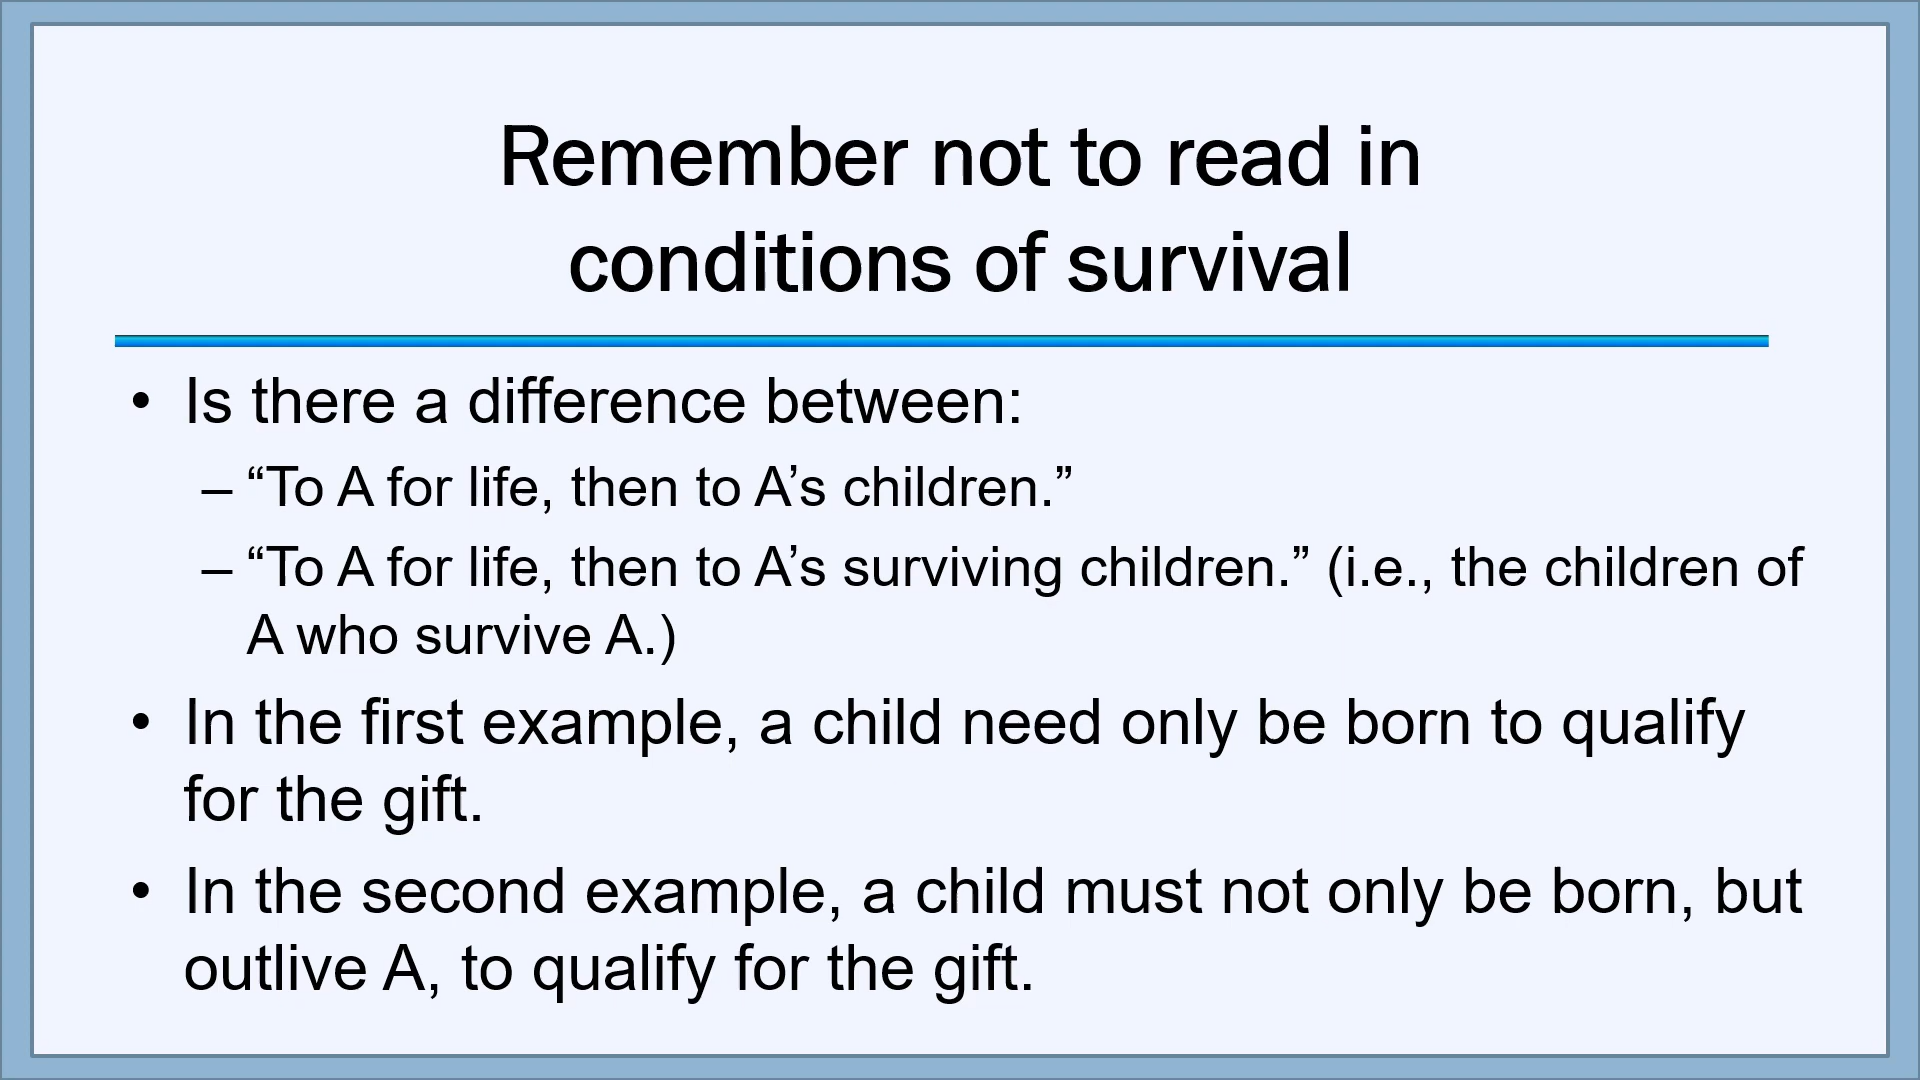 Remember not to read in
conditions of survival
• Is there a difference between:
– “To A for life, then to A’s children.”
– “To A for life, then to A’s surviving children.” (i.e., the children of
A who survive A.)
• In the first example, a child need only be born to qualify
for the gift.
• In the second example, a child must not only be born, but
outlive A, to qualify for the gift.